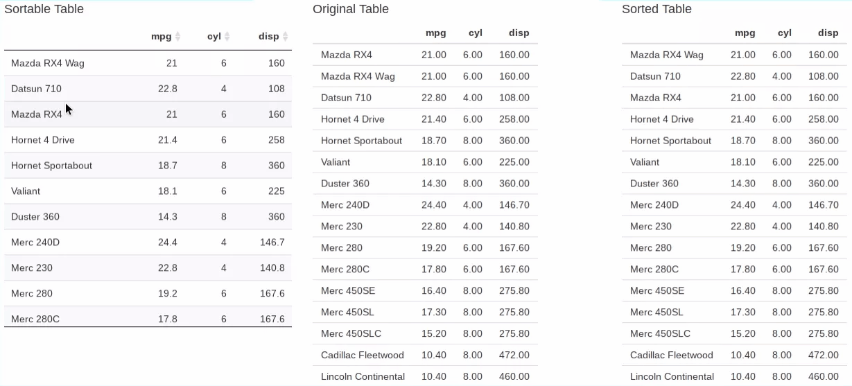 Sortable Table
mpg cyl disp
Mazda RX4 Wag 21 6 160
Datsun 710 22.8 4 108
Mazda RX4 21 6 160
Hornet 4 Drive 21.4 6 258
Hornet Sportabout 18.7 8 360
Valiant 18.1 6 225
Duster 360 14.3 8 360
Merc 240D 24.4 4 146.7
Merc 230 22.8 4 140.8
Merc 280 19.2 6 167.6
Merc 280C 17.8 6 167.6
Original Table
mpg cyl disp
Mazda RX4 21.00 6.00 160.00
Mazda RX4 Wag 21.00 6.00 160.00
Datsun 710 22.80 4.00 108.00
Hornet 4 Drive 21.40 6.00 258.00
Hornet Sportabout 18.70 8.00 360.00
Valiant 18.10 6.00 225.00
Duster 360 14.30 8.00 360.00
Merc 240D 24.40 4.00 146.70
Merc 230 22.80 4.00 140.80
Merc 280 19.20 6.00 167.60
Merc 280C 17.80 6.00 167.60
Merc 450SE 16.40 8.00 275.80
Merc 450SL 17.30 8.00 275.80
Merc 450SLC 15.20 8.00 275.80
Cadillac Fleetwood 10.40 8.00 472.00
Lincoln Continental 10.40 8.00 460.00
Sorted Table
mpg cyl disp
Mazda RX4 Wag 21.00 6.00 160.00
Datsun 710 22.80 4.00 108.00
Mazda RX4 21.00 6.00 160.00
Hornet 4 Drive 21.40 6.00 258.00
Hornet Sportabout 18.70 8.00 360.00
Valiant 18.10 6.00 225.00
Duster 360 14.30 8.00 360.00
Merc 240D 24.40 4.00 146.70
Merc 230 22.80 4.00 140.80
Merc 280 19.20 6.00 167.60
Merc 280C 17.80 6.00 167.60
Merc 450SE 16.40 8.00 275.80
Merc 450SL 17.30 8.00 275.80
Merc 450SLC 15.20 8.00 275.80
Cadillac Fleetwood 10.40 8.00 472.00
Lincoln Continental 10.40 8.00 460.00